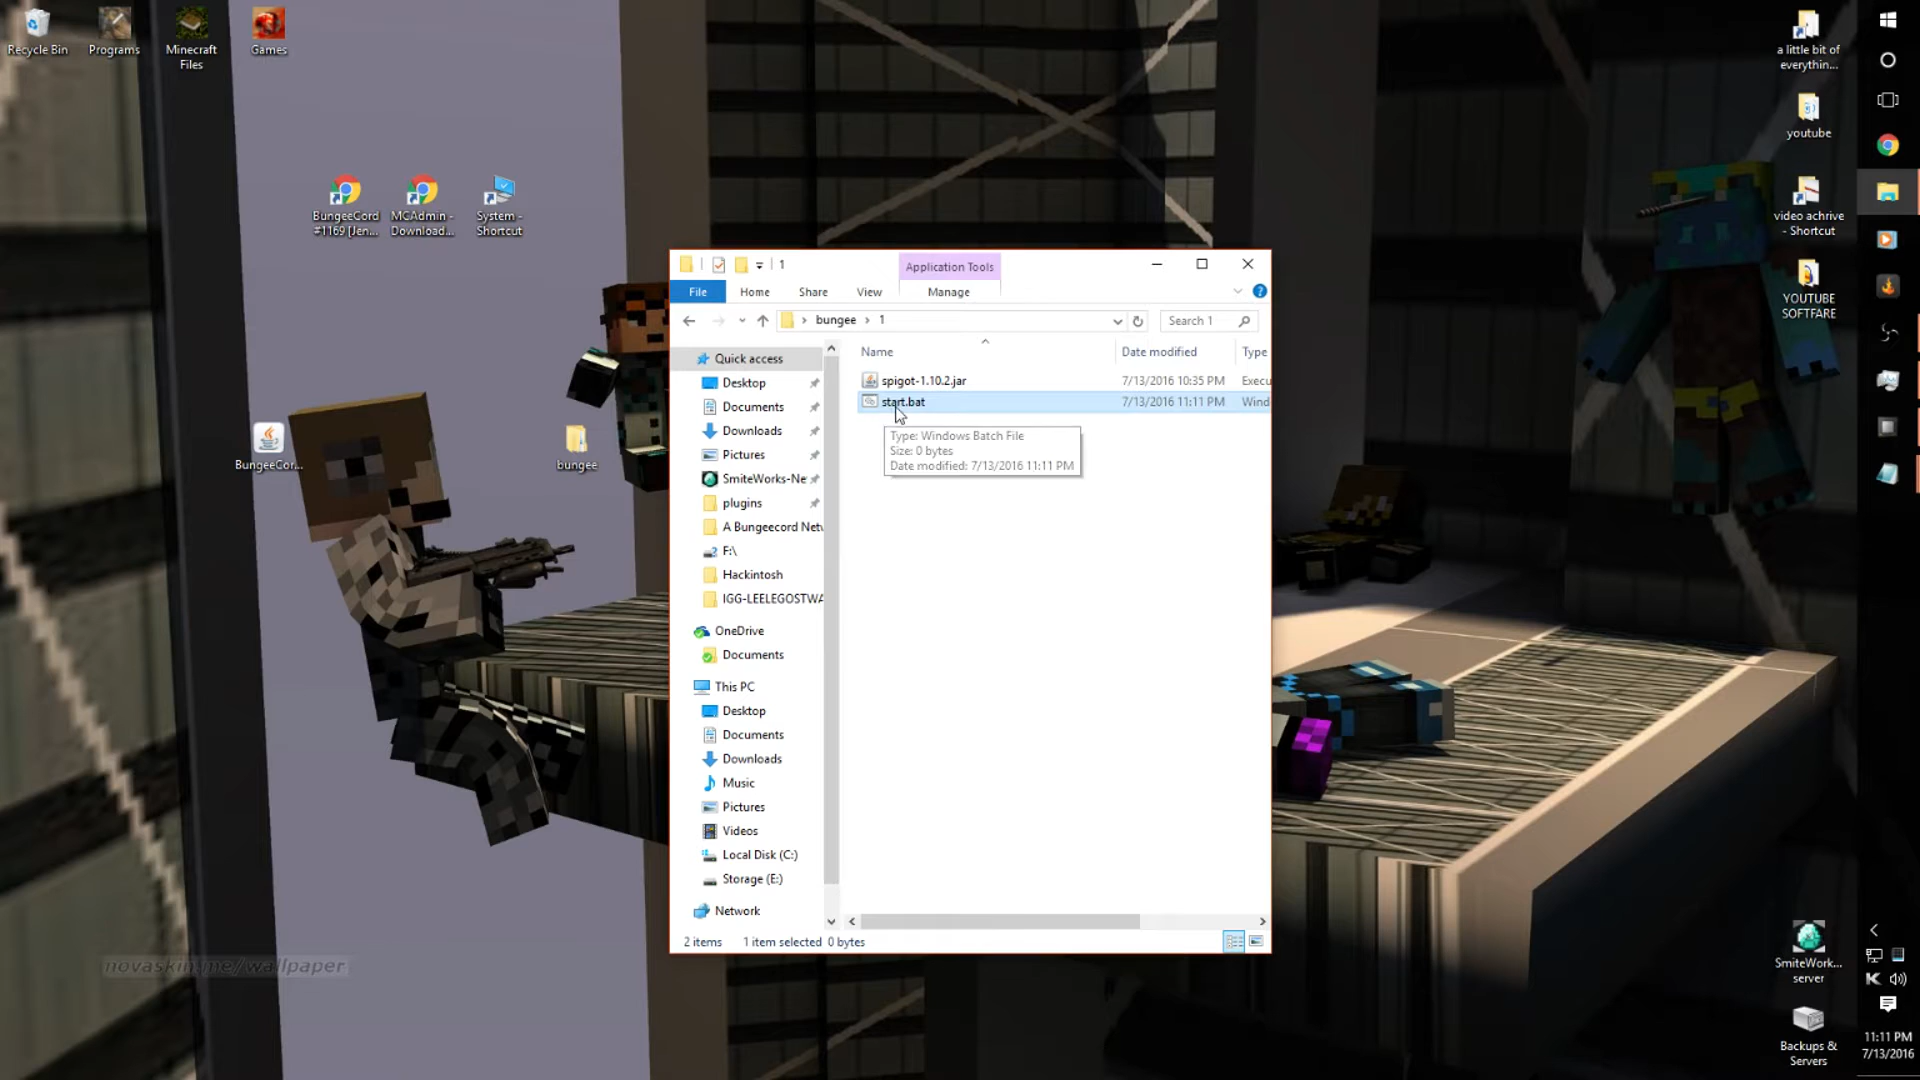 Recycle Bin
Programs
Minecraft
Files
Games
BungeeCord
#1169 [Jen...
MCAdmin -
Download...
System -
Shortcut
BungeeCor...
bungee
a little bit of
everythin...
youtube
video achrive
- Shortcut
YOUTUBE
SOFTFARE
1
Application Tools
File
Home
Share
View
Manage
bungee
1
Search 1
Name
Date modified
Type
spigot-1.10.2.jar
7/13/2016 10:35 PM
Execu
start.bat
7/13/2016 11:11 PM
Wind
Type: Windows Batch File
Size: 0 bytes
Date modified: 7/13/2016 11:11 PM
Quick access
Desktop
Documents
Downloads
Pictures
SmiteWorks-Ne
plugins
A Bungeecord Netw
F:\
Hackintosh
IGG-LEELEGOSTWA
OneDrive
Documents
This PC
Desktop
Documents
Downloads
Music
Pictures
Videos
Local Disk (C:)
Storage (E:)
Network
2 items
1 item selected
0 bytes
novaskin.me/wallpaper
SmiteWork...
server
Backups &
Servers
11:11 PM
7/13/2016